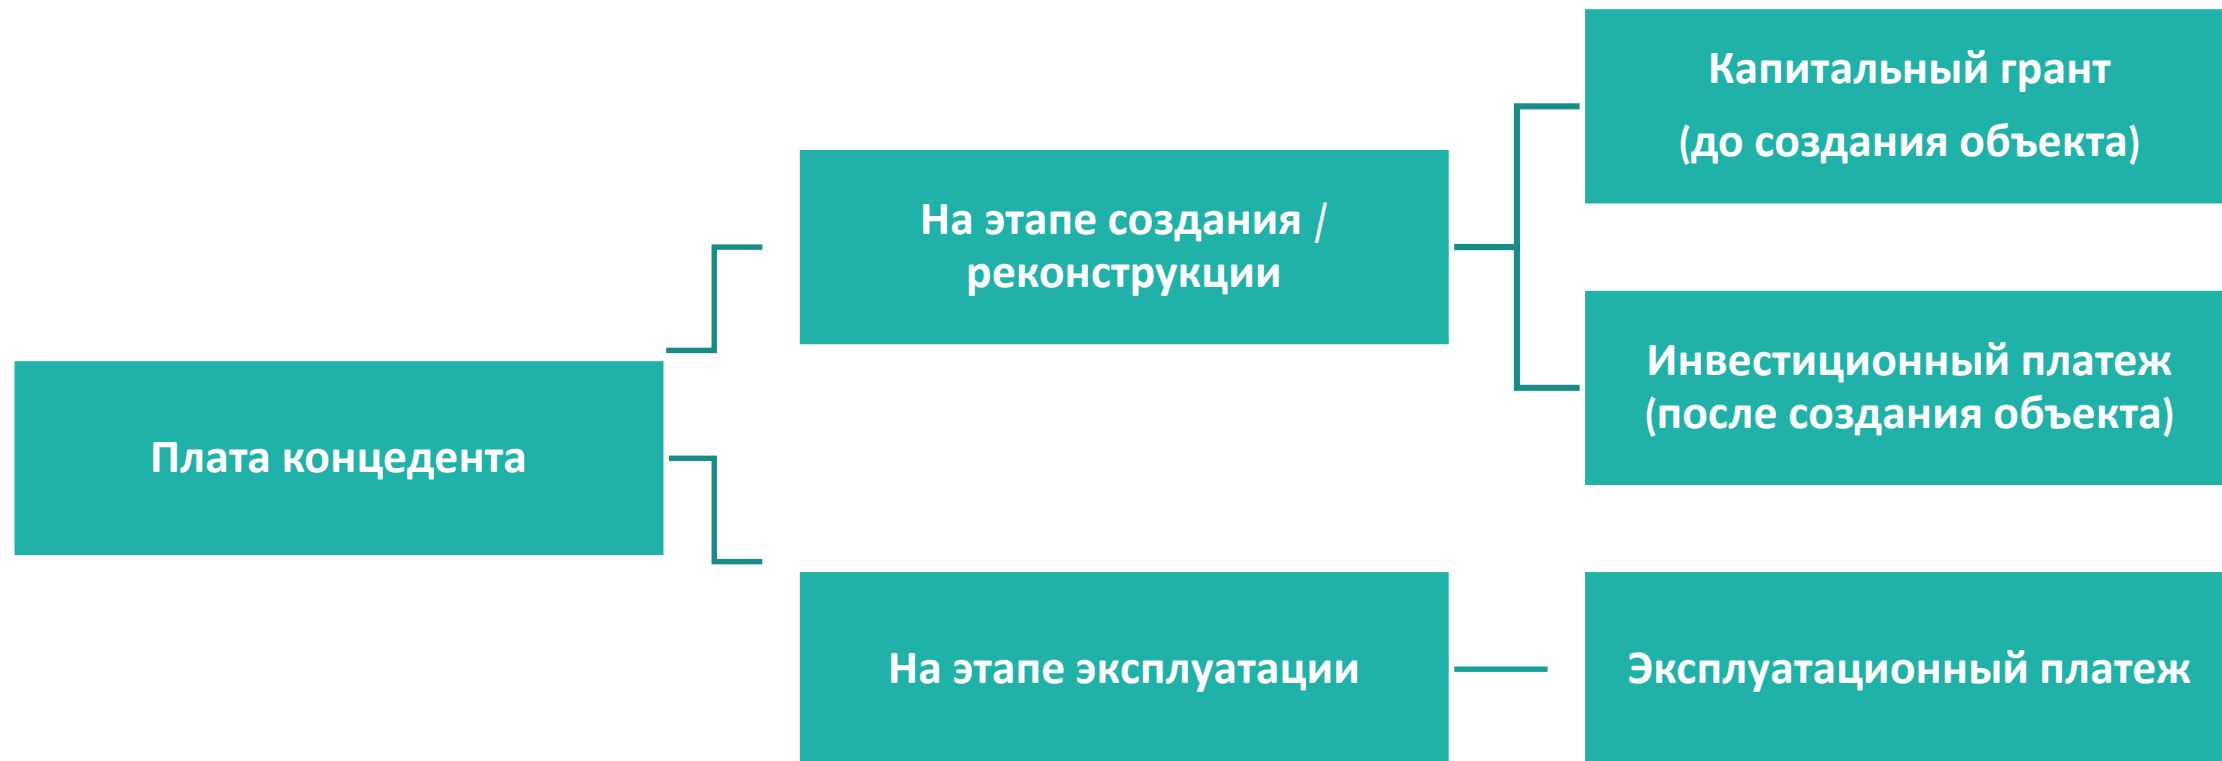 Капитальный грант
(до создания объекта)
На этапе создания /
реконструкции
Инвестиционный платеж
(после создания объекта)
Плата концедента
На этапе эксплуатации
Эксплуатационный платеж